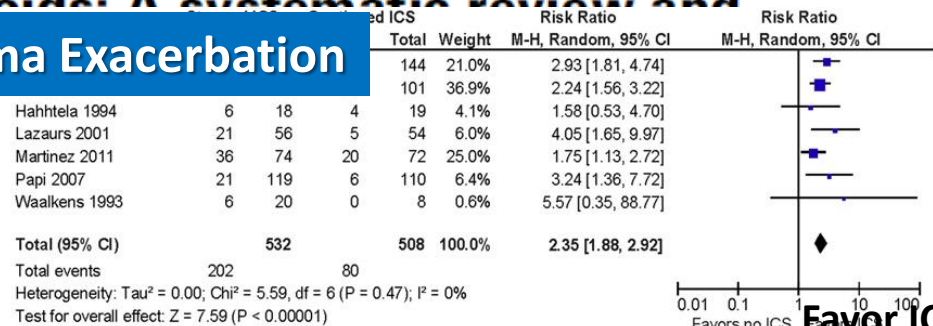 oids: A systematic review and
ed ICS Risk Ratio Risk Ratio
Total Weight M-H, Random, 95% CI M-H, Random, 95% CI
ma Exacerbation
144 21.0% 2.93 [1.81, 4.74]
101 36.9% 2.24 [1.56, 3.22]
Hahhtela 1994 6 18 4 19 4.1% 1.58 [0.53, 4.70]
Lazaurs 2001 21 56 5 54 6.0% 4.05 [1.65, 9.97]
Martinez 2011 36 74 20 72 25.0% 1.75 [1.13, 2.72]
Papi 2007 21 119 6 110 6.4% 3.24 [1.36, 7.72]
Waalkens 1993 6 20 0 8 0.6% 5.57 [0.35, 88.77]
Total (95% CI) 532 508 100.0% 2.35 [1.88, 2.92]
Total events 202 80
Heterogeneity: Tau² = 0.00; Chi² = 5.59, df = 6 (P = 0.47); I² = 0%
Test for overall effect: Z = 7.59 (P < 0.00001)
0.01 0.1 1 10 100
Favors no ICS Favor IC